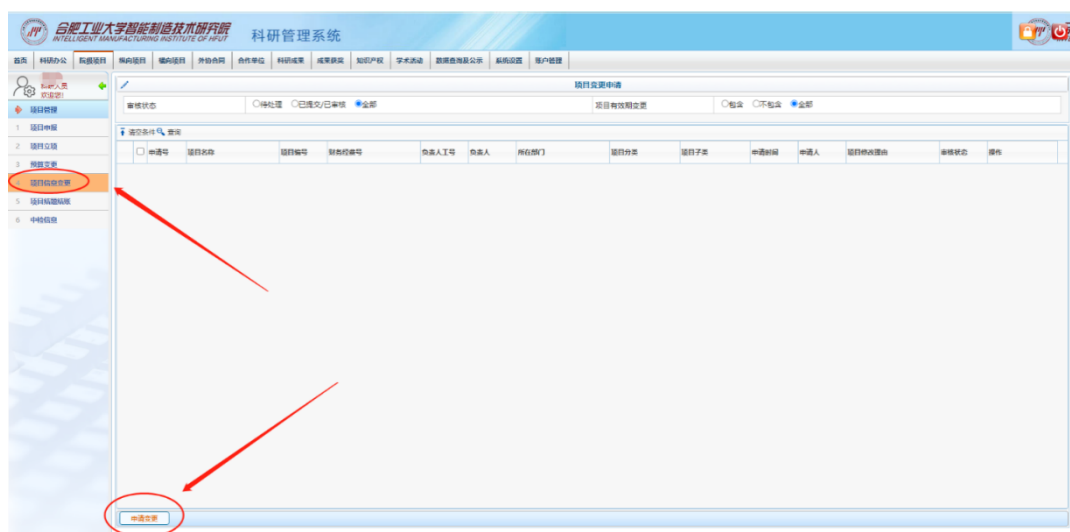 合肥工业大学智能制造技术研究院
INTELLIGENT MANUFACTURING INSTITUTE OF HFUT
科研管理系统
首页 科研办公 院拨项目 纵向项目 横向项目 外协合同 合作单位 科研成果 成果获奖 知识产权 学术活动 数据查询及公示 系统设置 账户管理
科研人员
欢迎您!
项目管理
1 项目申报
2 项目立项
3 预算变更
4 项目信息变更
5 项目结题结账
6 中检信息
项目变更申请
审核状态 待处理 已提交/已审核 全部 项目有效期变更 包含 不包含 全部
清空条件 查询
申请号 项目名称 项目编号 财务经费号 负责人工号 负责人 所在部门 项目分类 项目子类 申请时间 申请人 项目修改理由 审核状态 操作
申请变更